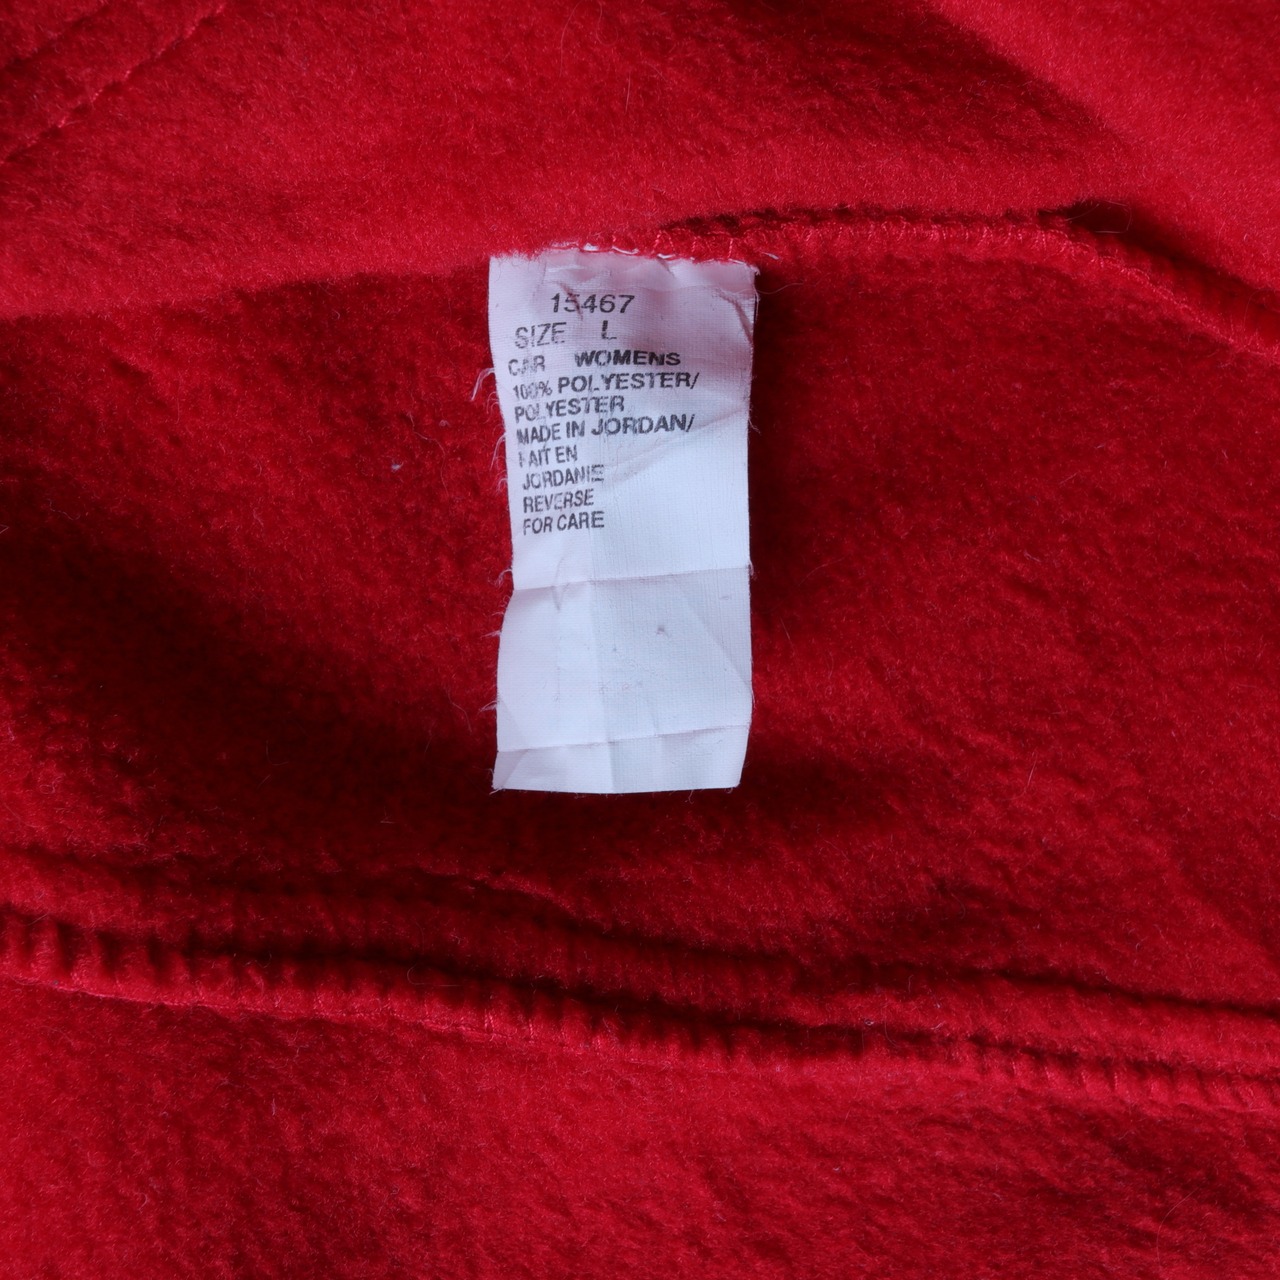 15467
SIZE L
CAR WOMENS
100% POLYESTER/
POLYESTER
MADE IN JORDAN/
FAIT EN
JORDANIE
REVERSE
FOR CARE